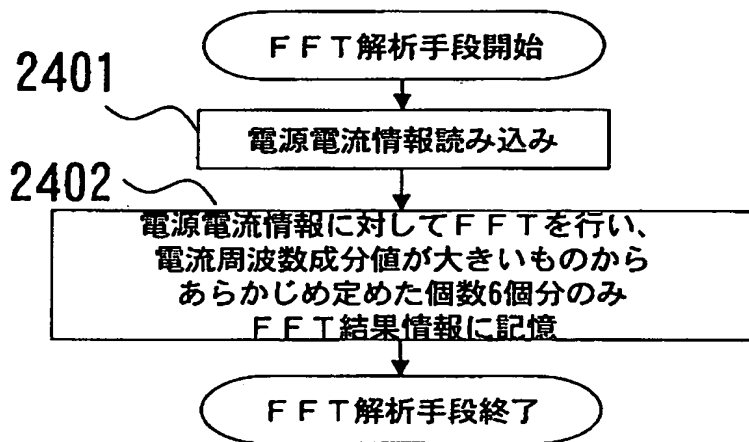 ＦＦＴ解析手段開始
2401
電源電流情報読み込み
2402
電源電流情報に対してＦＦＴを行い、
電流周波数成分値が大きいものから
あらかじめ定めた個数6個分のみ
ＦＦＴ結果情報に記憶
ＦＦＴ解析手段終了